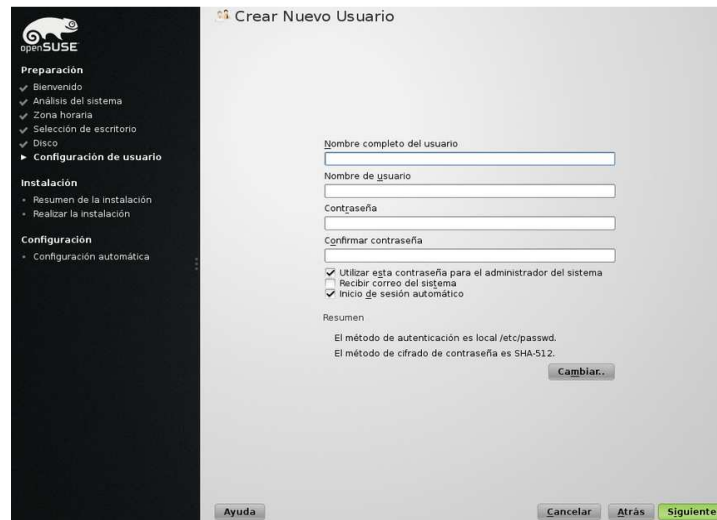 openSUSE
Preparación
Bienvenido
Análisis del sistema
Zona horaria
Selección de escritorio
Disco
Configuración de usuario
Instalación
Resumen de la instalación
Realizar la instalación
Configuración
Configuración automática
Crear Nuevo Usuario
Nombre completo del usuario
Nombre de usuario
Contraseña
Confirmar contraseña
Utilizar esta contraseña para el administrador del sistema
Recibir correo del sistema
Inicio de sesión automático
Resumen
El método de autenticación es local /etc/passwd.
El método de cifrado de contraseña es SHA-512.
Cambiar..
Ayuda
Cancelar
Atrás
Siguiente